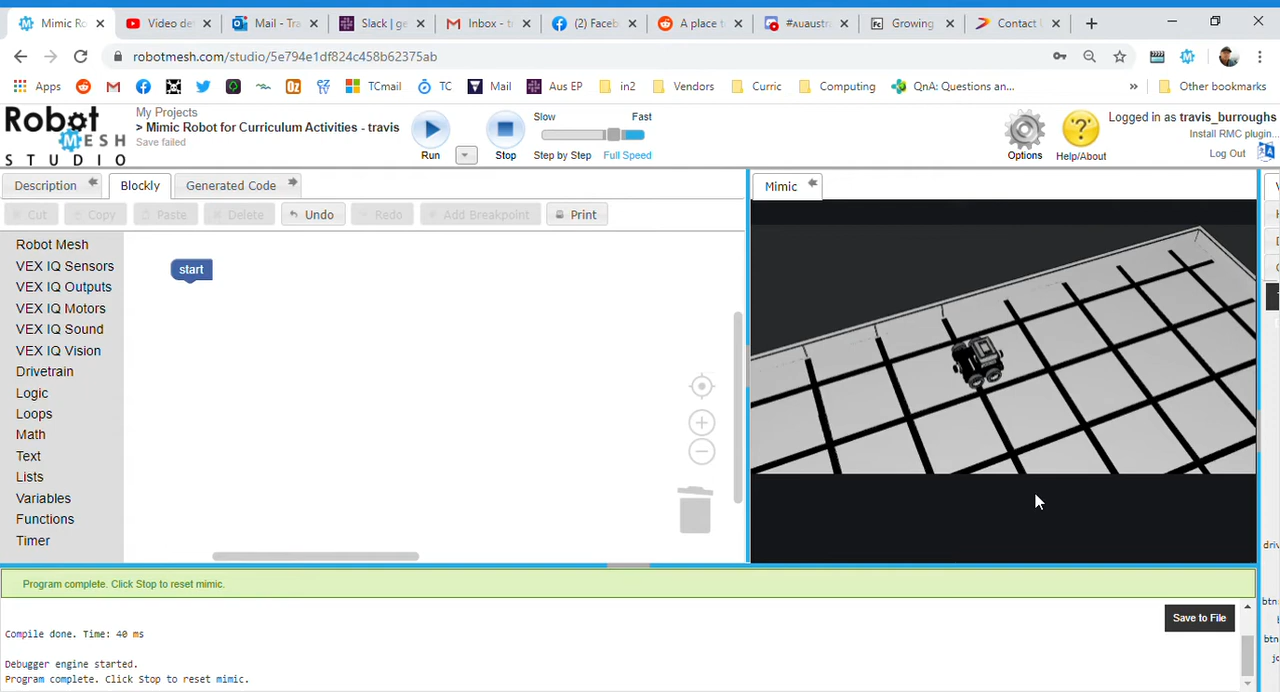 Mimic Ro
Video de
Mail - Tra
Slack | ge
Inbox - t
(2) Faceb
A place t
#auaustr
Growing
Contact
robotmesh.com/studio/5e794e1df824c458b62375ab
Apps
TCmail
TC
Mail
Aus EP
in2
Vendors
Curric
Computing
QnA: Questions an...
»
Other bookmarks
Robot
MESH
STUDIO
My Projects
> Mimic Robot for Curriculum Activities - travis
Save failed
Run
Stop
Slow
Fast
Step by Step
Full Speed
Options
Help/About
Logged in as travis_burroughs
Install RMC plugin...
Log Out
Description
Blockly
Generated Code
Mimic
Cut
Copy
Paste
Delete
Undo
Redo
Add Breakpoint
Print
Robot Mesh
VEX IQ Sensors
VEX IQ Outputs
VEX IQ Motors
VEX IQ Sound
VEX IQ Vision
Drivetrain
Logic
Loops
Math
Text
Lists
Variables
Functions
Timer
start
driv
btn
btn
Program complete. Click Stop to reset mimic.
Save to File
Compile done. Time: 40 ms
Debugger engine started.
Program complete. Click Stop to reset mimic.